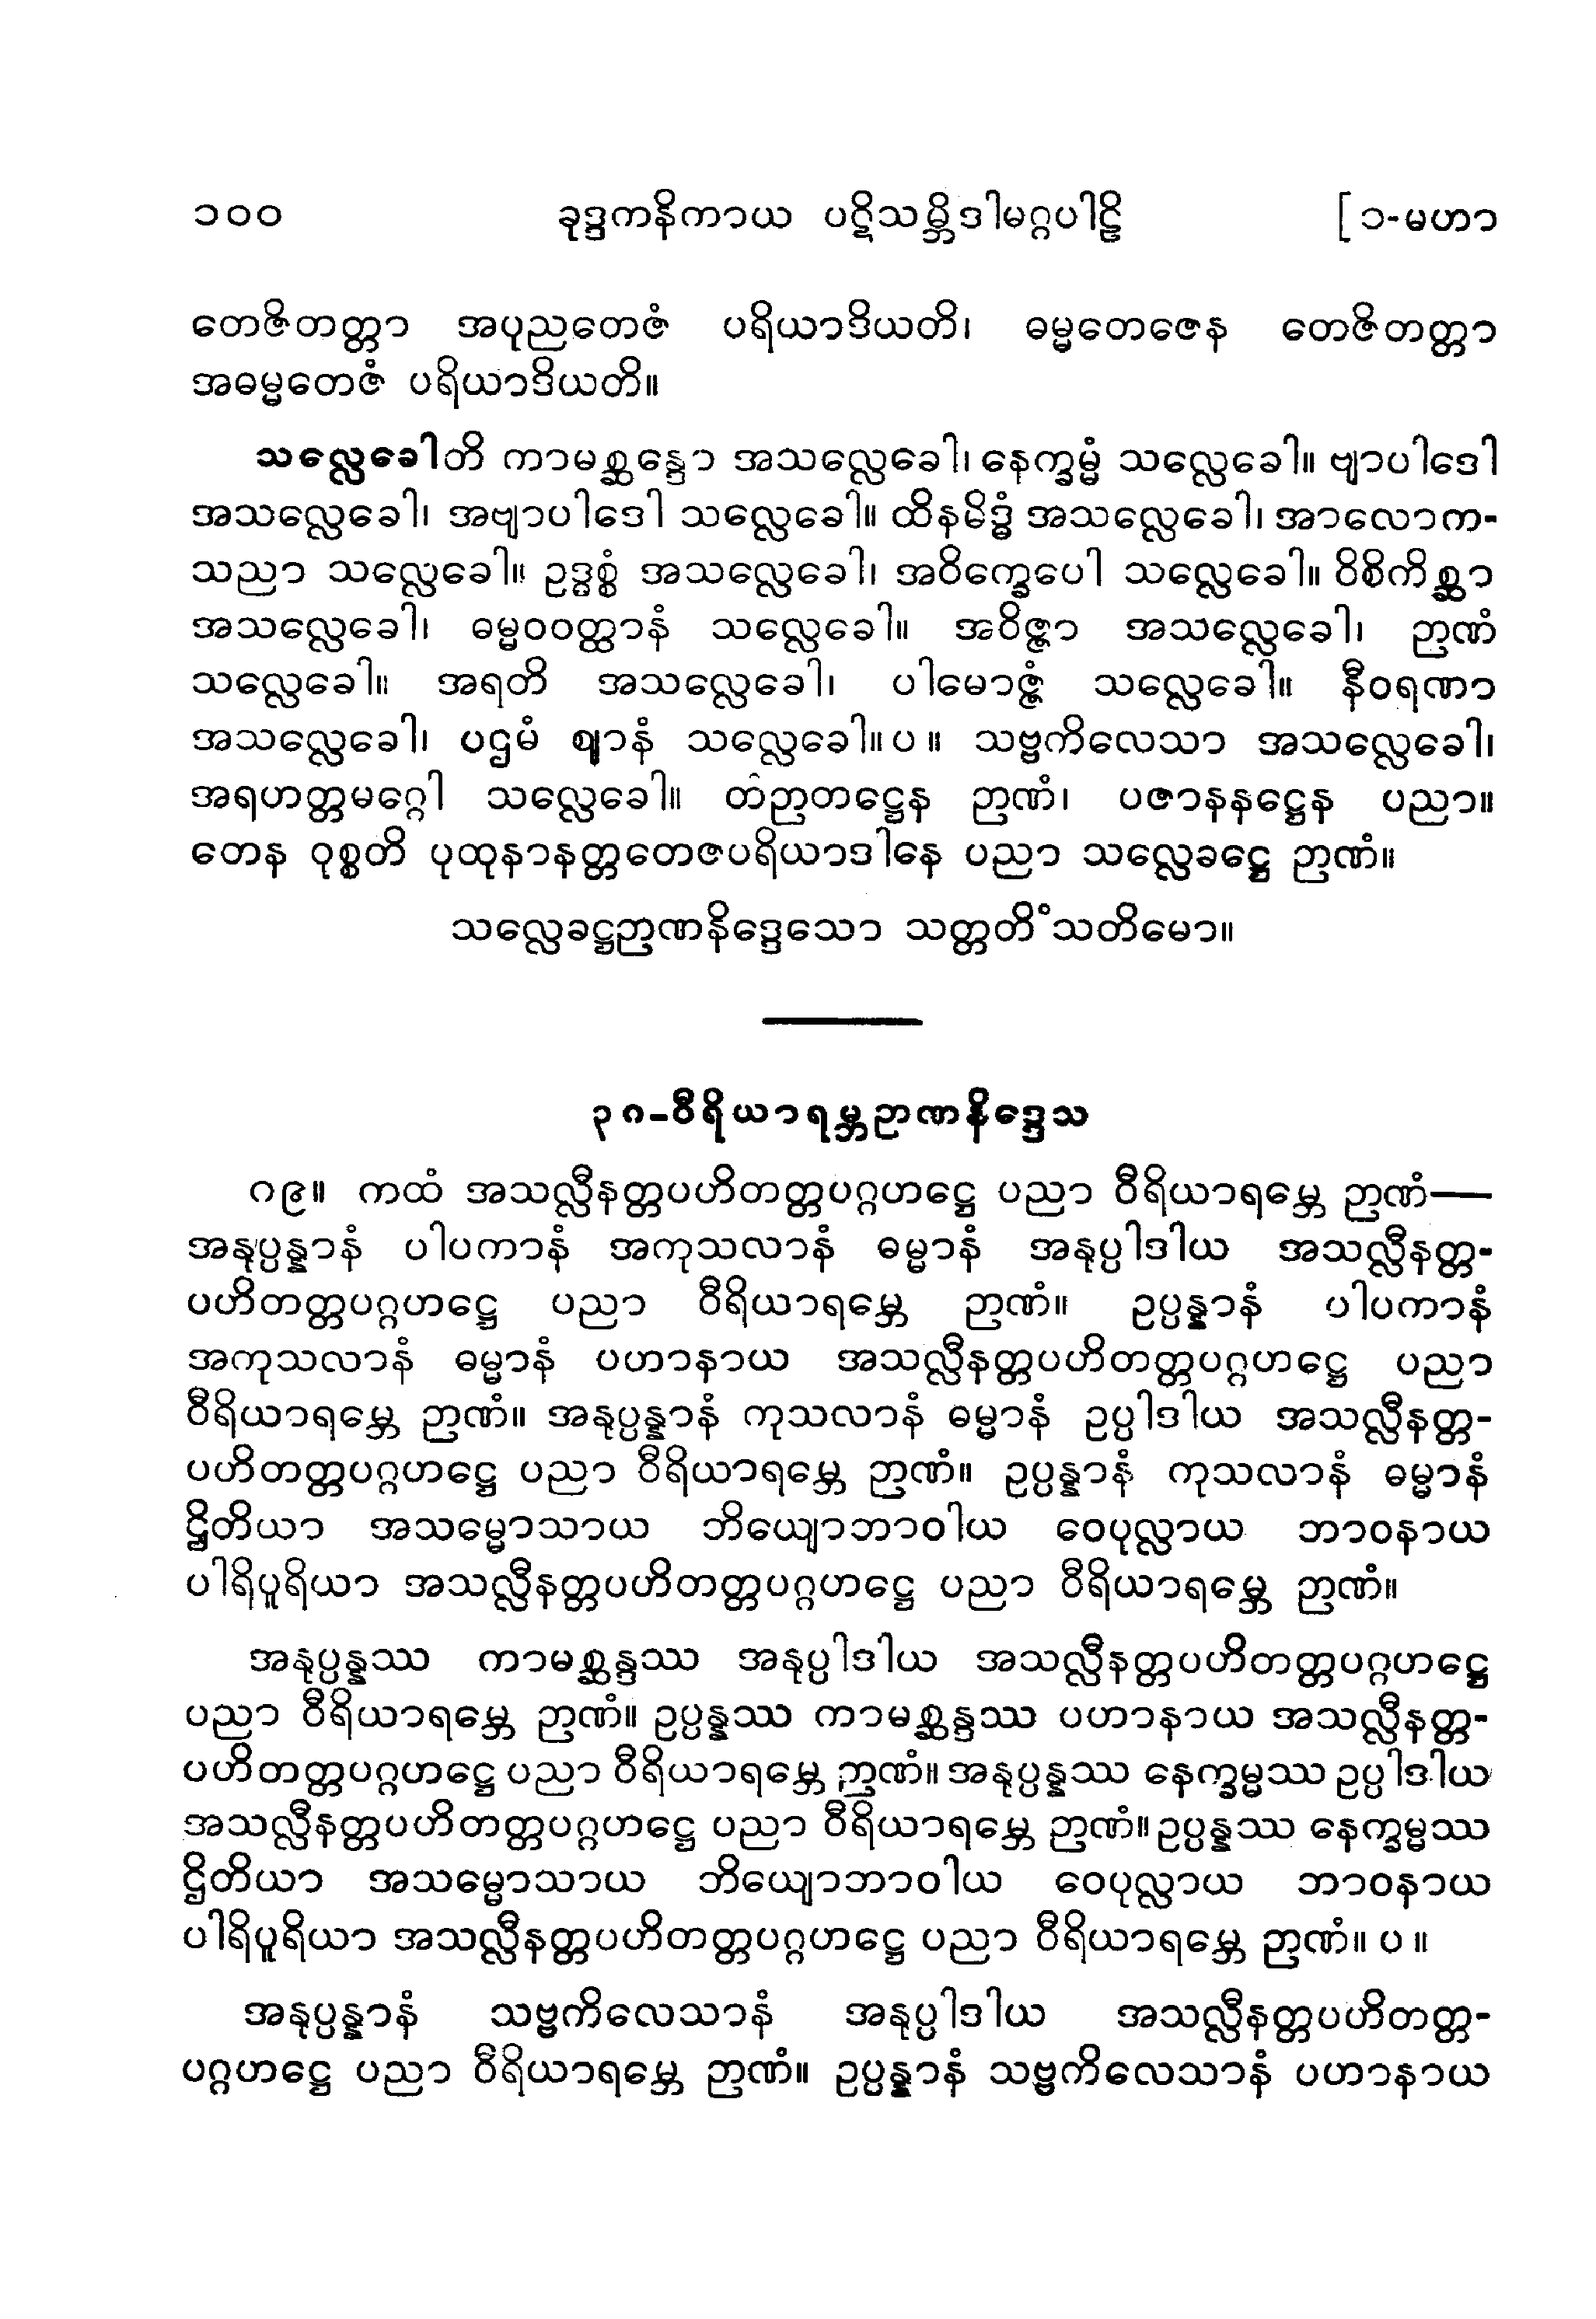 ၁၀၀ ခုဒ္ဒကနိကာယ ပဋိသမ္ဘိဒါမဂ္ဂပါဠိ [ ၁-မဟာ
တေဇိတတ္တာ အပုညတေဇံ ပရိယာဒိယတိ၊ ဓမ္မတေဇေန တေဇိတတ္တာ
အဓမ္မတေဇံ ပရိယာဒိယတိ။
သလ္လေခေါတိ ကာမစ္ဆန္ဒော အသလ္လေခေါ၊ နေက္ခမ္မံ သလ္လေခေါ။ ဗျာပါဒေါ
အသလ္လေခေါ၊ အဗျာပါဒေါ သလ္လေခေါ။ ထိနမိဒ္ဓံ အသလ္လေခေါ၊ အာလောက-
သညာ သလ္လေခေါ။ ဥဒ္ဓစ္စံ အသလ္လေခေါ၊ အဝိက္ခေပေါ သလ္လေခေါ။ ဝိစိကိစ္ဆာ
အသလ္လေခေါ၊ ဓမ္မဝဝတ္ထာနံ သလ္လေခေါ။ အဝိဇ္ဇာ အသလ္လေခေါ၊ ဉာဏံ
သလ္လေခေါ။ အရတိ အသလ္လေခေါ၊ ပါမောဇ္ဇံ သလ္လေခေါ။ နီဝရဏာ
အသလ္လေခေါ၊ ပဌမံ ဈာနံ သလ္လေခေါ။ ပ ။ သဗ္ဗကိလေသာ အသလ္လေခေါ၊
အရဟတ္တမဂ္ဂေါ သလ္လေခေါ။ တံဉာတဋ္ဌေန ဉာဏံ၊ ပဇာနနဋ္ဌေန ပညာ။
တေန ဝုစ္စတိ ပုထုနာနတ္တတေဇပရိယာဒါနေ ပညာ သလ္လေခဋ္ဌေ ဉာဏံ။
သလ္လေခဋ္ဌဉာဏနိဒ္ဒေသော သတ္တတိံသတိမော။
၃၈-ဝီရိယာရမ္ဘဉာဏနိဒ္ဒေသ
၈၉။ ကထံ အသလ္လီနတ္တပဟိတတ္တပဂ္ဂဟဋ္ဌေ ပညာ ဝီရိယာရမ္ဘေ ဉာဏံ—
အနုပ္ပန္နာနံ ပါပကာနံ အကုသလာနံ ဓမ္မာနံ အနုပ္ပါဒါယ အသလ္လီနတ္တ-
ပဟိတတ္တပဂ္ဂဟဋ္ဌေ ပညာ ဝီရိယာရမ္ဘေ ဉာဏံ။ ဥပ္ပန္နာနံ ပါပကာနံ
အကုသလာနံ ဓမ္မာနံ ပဟာနာယ အသလ္လီနတ္တပဟိတတ္တပဂ္ဂဟဋ္ဌေ ပညာ
ဝီရိယာရမ္ဘေ ဉာဏံ။ အနုပ္ပန္နာနံ ကုသလာနံ ဓမ္မာနံ ဥပ္ပါဒါယ အသလ္လီနတ္တ-
ပဟိတတ္တပဂ္ဂဟဋ္ဌေ ပညာ ဝီရိယာရမ္ဘေ ဉာဏံ။ ဥပ္ပန္နာနံ ကုသလာနံ ဓမ္မာနံ
ဌိတိယာ အသမ္မောသာယ ဘိယျောဘာဝါယ ဝေပုလ္လာယ ဘာဝနာယ
ပါရိပူရိယာ အသလ္လီနတ္တပဟိတတ္တပဂ္ဂဟဋ္ဌေ ပညာ ဝီရိယာရမ္ဘေ ဉာဏံ။
အနုပ္ပန္နဿ ကာမစ္ဆန္ဒဿ အနုပ္ပါဒါယ အသလ္လီနတ္တပဟိတတ္တပဂ္ဂဟဋ္ဌေ
ပညာ ဝီရိယာရမ္ဘေ ဉာဏံ။ ဥပ္ပန္နဿ ကာမစ္ဆန္ဒဿ ပဟာနာယ အသလ္လီနတ္တ-
ပဟိတတ္တပဂ္ဂဟဋ္ဌေ ပညာ ဝီရိယာရမ္ဘေ ဉာဏံ။ အနုပ္ပန္နဿ နေက္ခမ္မဿ ဥပ္ပါဒါယ
အသလ္လီနတ္တပဟိတတ္တပဂ္ဂဟဋ္ဌေ ပညာ ဝီရိယာရမ္ဘေ ဉာဏံ။ ဥပ္ပန္နဿ နေက္ခမ္မဿ
ဌိတိယာ အသမ္မောသာယ ဘိယျောဘာဝါယ ဝေပုလ္လာယ ဘာဝနာယ
ပါရိပူရိယာ အသလ္လီနတ္တပဟိတတ္တပဂ္ဂဟဋ္ဌေ ပညာ ဝီရိယာရမ္ဘေ ဉာဏံ။ ပ ။
အနုပ္ပန္နာနံ သဗ္ဗကိလေသာနံ အနုပ္ပါဒါယ အသလ္လီနတ္တပဟိတတ္တ-
ပဂ္ဂဟဋ္ဌေ ပညာ ဝီရိယာရမ္ဘေ ဉာဏံ။ ဥပ္ပန္နာနံ သဗ္ဗကိလေသာနံ ပဟာနာယ